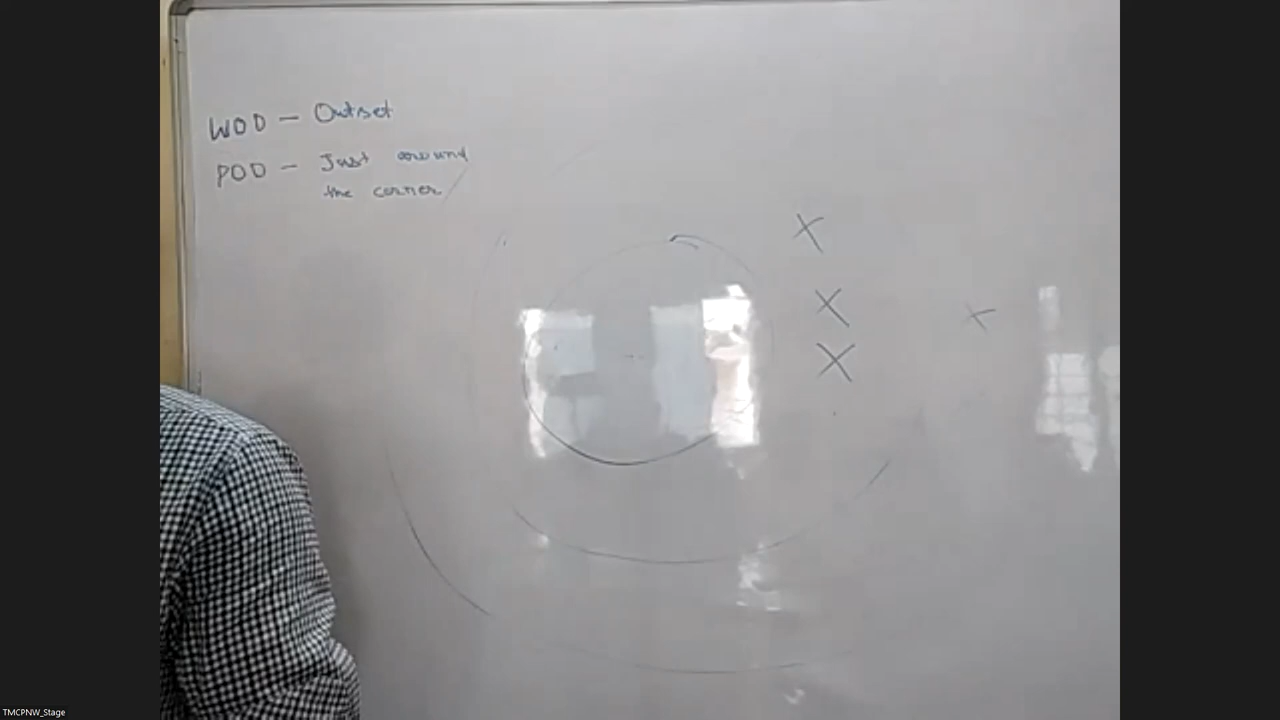 WOD - Outset
POD - Just around
the corner
TMCPNW_Stage